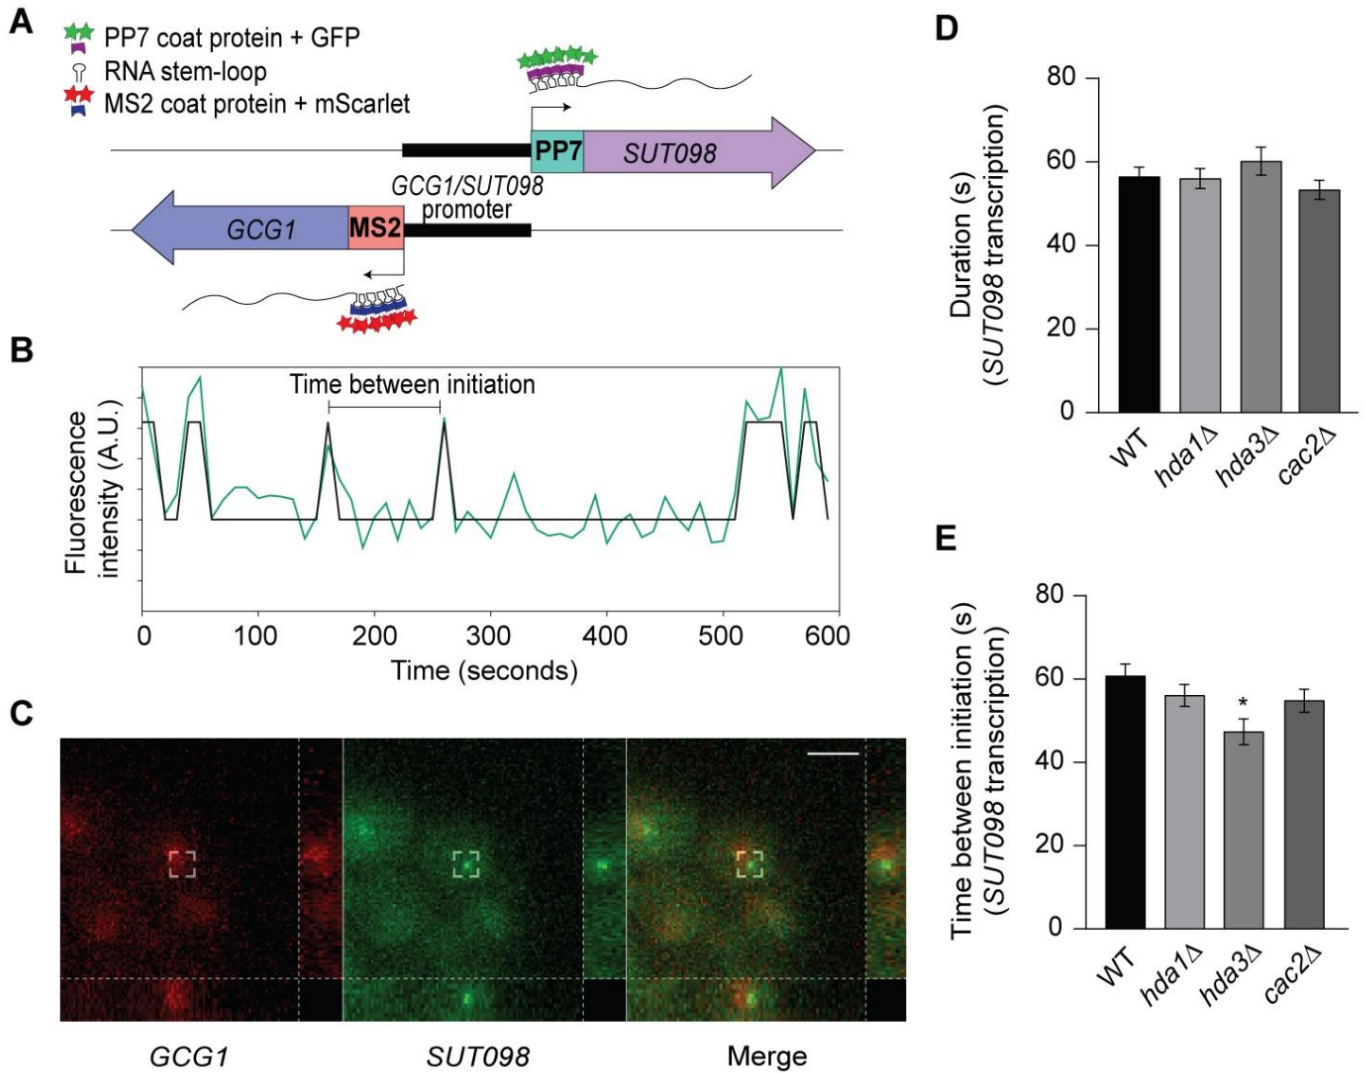 A
PP7 coat protein + GFP
RNA stem-loop
MS2 coat protein + mScarlet
PP7
SUT098
GCG1/SUT098
promoter
GCG1
MS2
B
Time between initiation
Fluorescence
intensity (A.U.)
0 100 200 300 400 500 600
Time (seconds)
C
GCG1
SUT098
Merge
D
Duration (s)
(SUT098 transcription)
80
60
40
20
0
WT
hda1Δ
hda3Δ
cac2Δ
E
Time between initiation (s)
(SUT098 transcription)
80
60
40
20
0
*
WT
hda1Δ
hda3Δ
cac2Δ